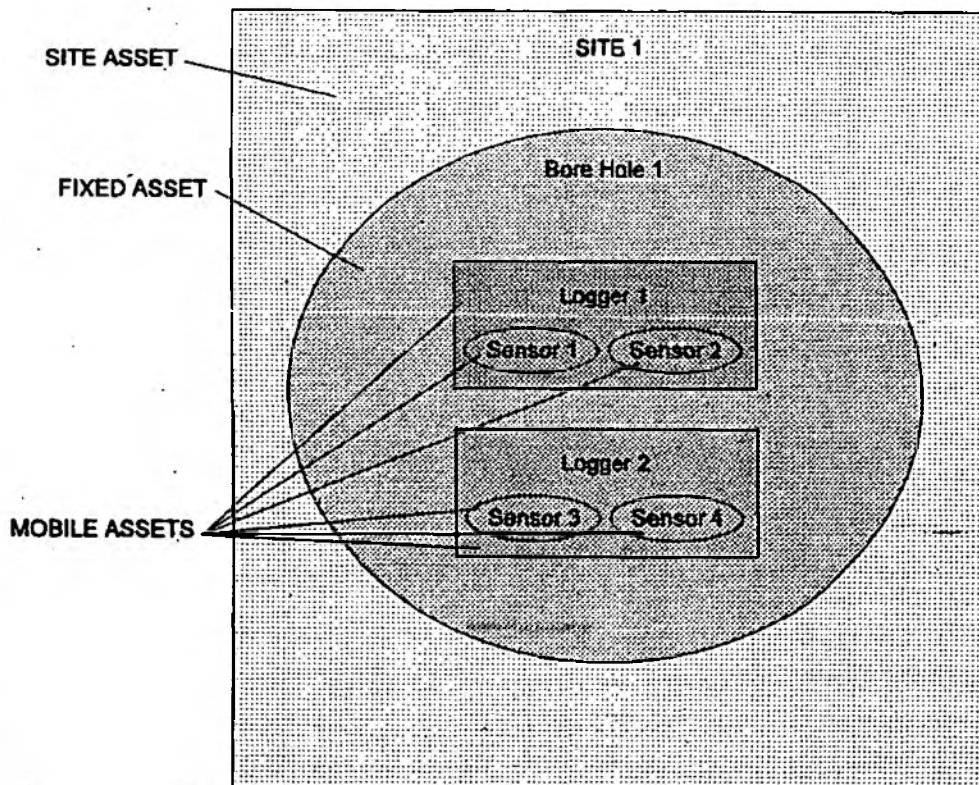 SITE 1
SITE ASSET
Bore Hole 1
FIXED ASSET
Logger 1
Sensor 1
Sensor 2
Logger 2
MOBILE ASSETS
Sensor 3
Sensor 4